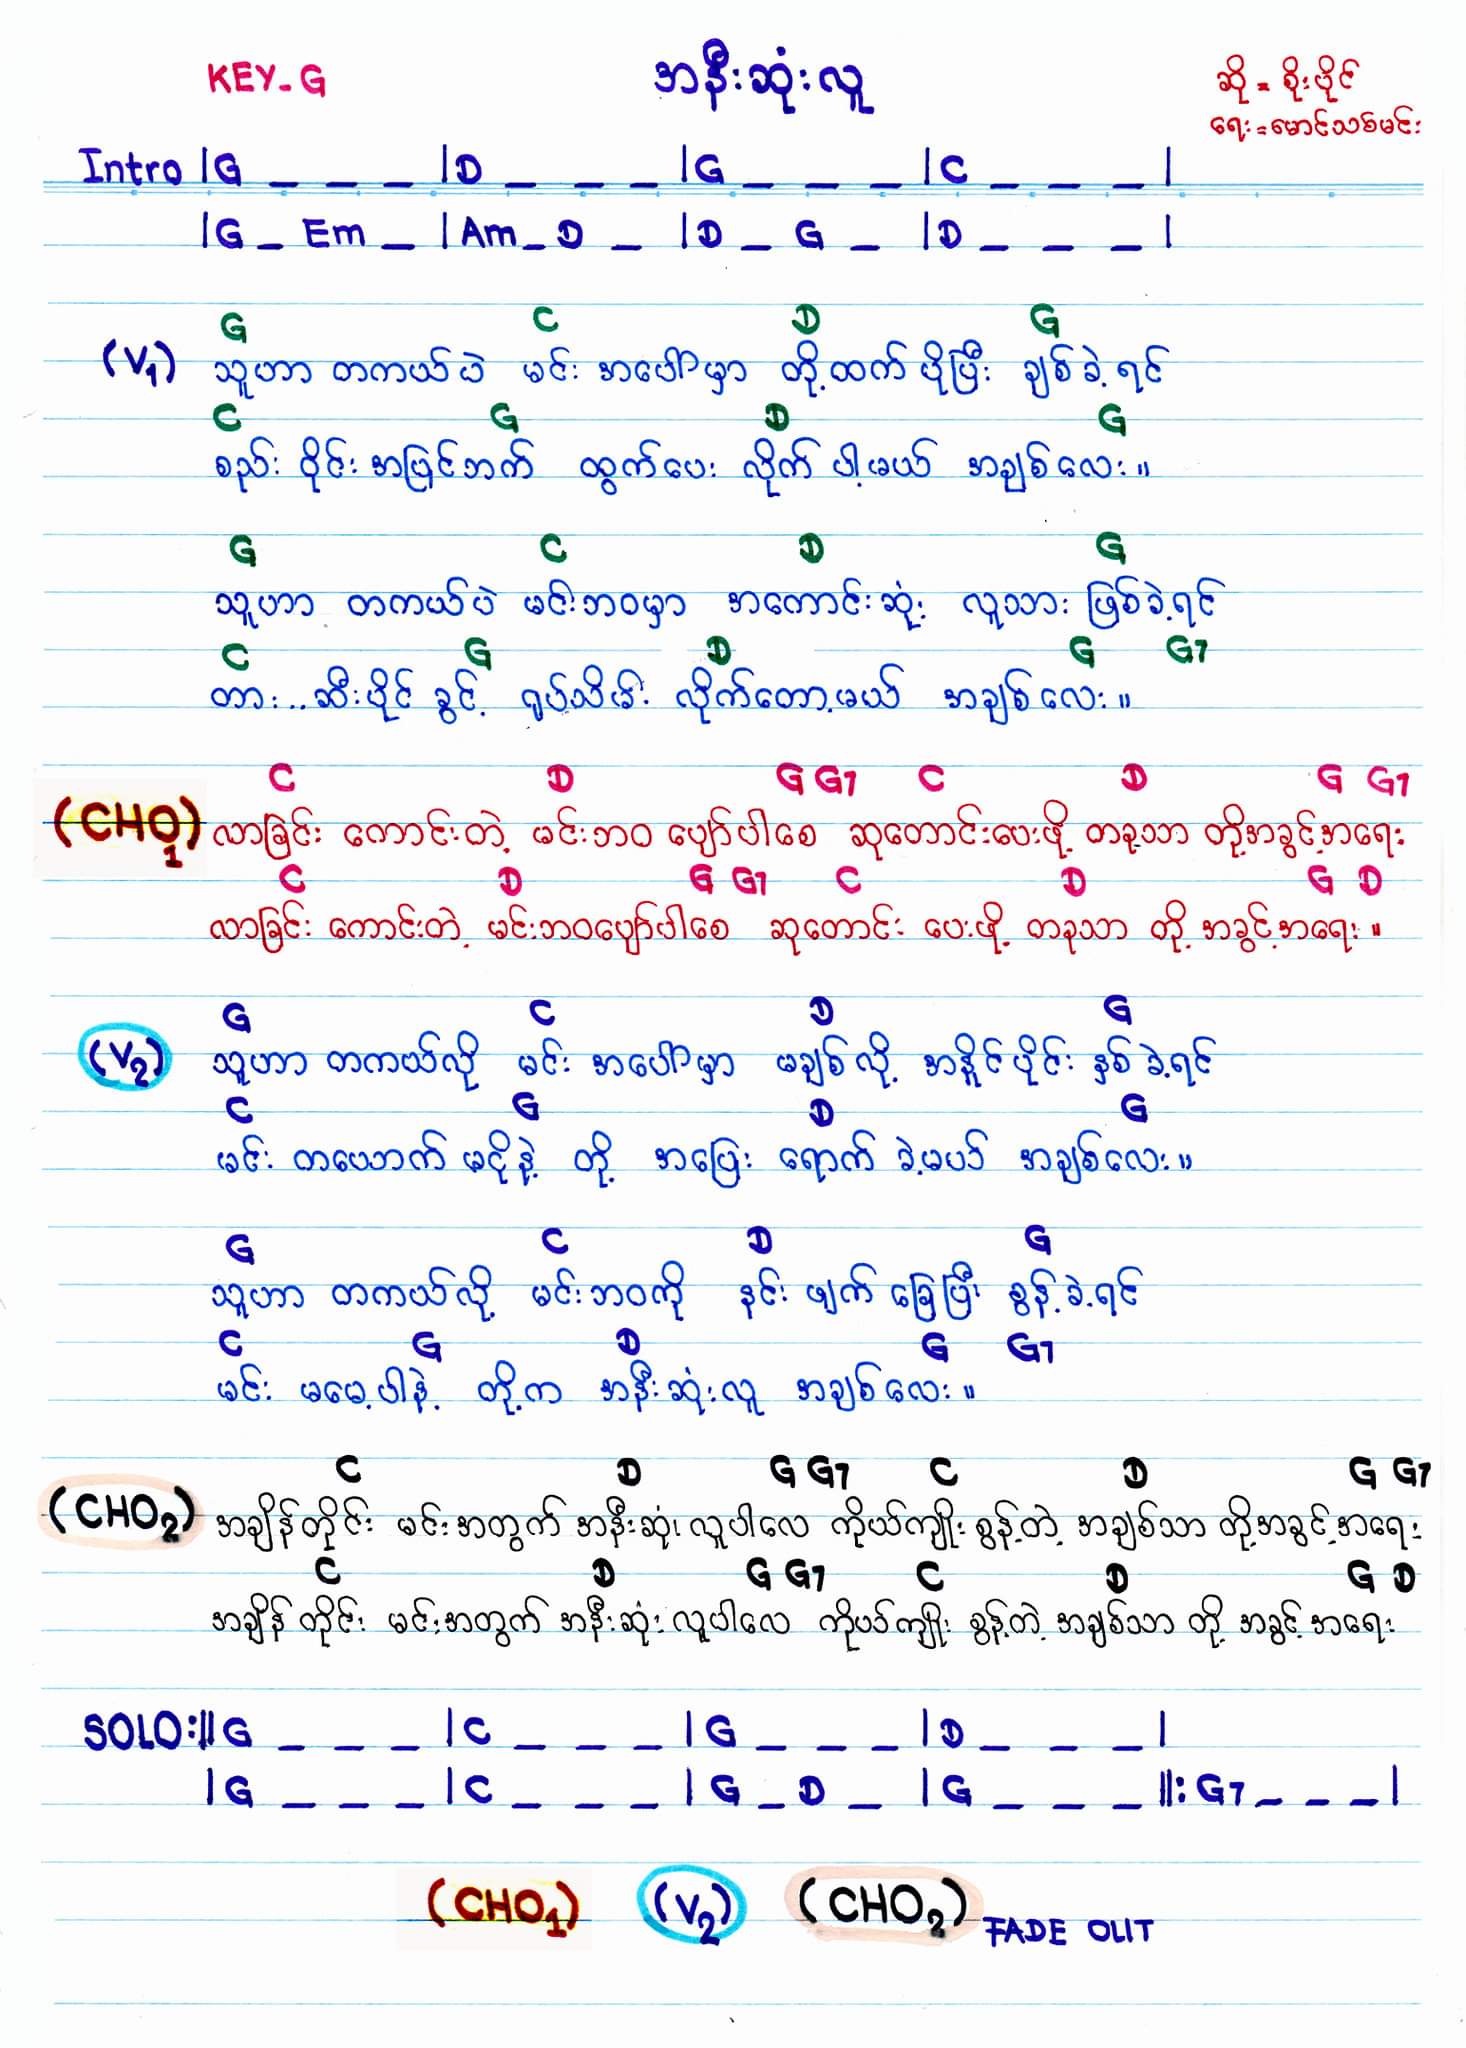 KEY-G
အနီးဆုံးလူ
ဆို = စိုးပိုင်
ရေး = မောင်သစ်မင်း
Intro |G _ _ _ |D _ _ _ |G _ _ _ |C _ _ _ |
|G _ Em _ |Am _ D _ |D _ G _ |D _ _ _ |
G C D G
(V1) သူဟာ တကယ်ပဲ မင်း အပေါ်မှာ တို့ထက် ပိုပြီး ချစ်ခဲ့ရင်
C G D G
စည်း ဝိုင်းအပြင်ဘက် ထွက်ပေး လိုက် ပါ့မယ် အချစ်လေး။
G C D G
သူဟာ တကယ်ပဲ မင်းဘဝမှာ အကောင်းဆုံး လူသား ဖြစ်ခဲ့ရင်
C G D G G7
တား...ဆီးပိုင် ခွင့် ရုပ်သိမ်း လိုက်တော့မယ် အချစ်လေး။
C D G G7 C D G G7
(CHO1) လာခြင်း ကောင်းတဲ့ မင်းဘဝ ပျော်ပါစေ ဆုတောင်းပေးဖို့ တခုသာ တို့အခွင့်အရေး
C D G G7 C D G D
လာခြင်း ကောင်းတဲ့ မင်းဘဝပျော်ပါစေ ဆုတောင်း ပေးဖို့ တခုသာ တို့ အခွင့်အရေး။
G C D G
(V2) သူဟာ တကယ်လို့ မင်း အပေါ်မှာ မချစ်လို့ အနှိုင်ပိုင်း နှစ်ခဲ့ရင်
C G D G
မင်း တယောက် မငိုနဲ့ တို့ အပြေး ရောက် ခဲ့မယ် အချစ်လေး။
G C D G
သူဟာ တကယ်လို့ မင်းဘဝကို နင်း ဖျက် ခြေပြီး စွန့်ခဲ့ရင်
C G D G G7
မင်း မမေ့ပါနဲ့ တို့က အနီးဆုံးလူ အချစ်လေး။
C D G G7 C D G G7
(CHO2) အချိန်တိုင်း မင်းအတွက် အနီးဆုံးလူပါလေ ကိုယ်ကျိုးစွန့်တဲ့ အချစ်သာ တို့အခွင့်အရေး
C D G G7 C D G D
အချိန်တိုင်း မင်းအတွက် အနီးဆုံးလူပါလေ ကိုယ်ကျိုး စွန့်တဲ့ အချစ်သာ တို့ အခွင့်အရေး
SOLO:||G _ _ _ |C _ _ _ |G _ _ _ |D _ _ _ |
|G _ _ _ |C _ _ _ |G _ D _ |G _ _ _ ||:G7 _ _ _ |
(CHO1) (V2) (CHO2) FADE OUT